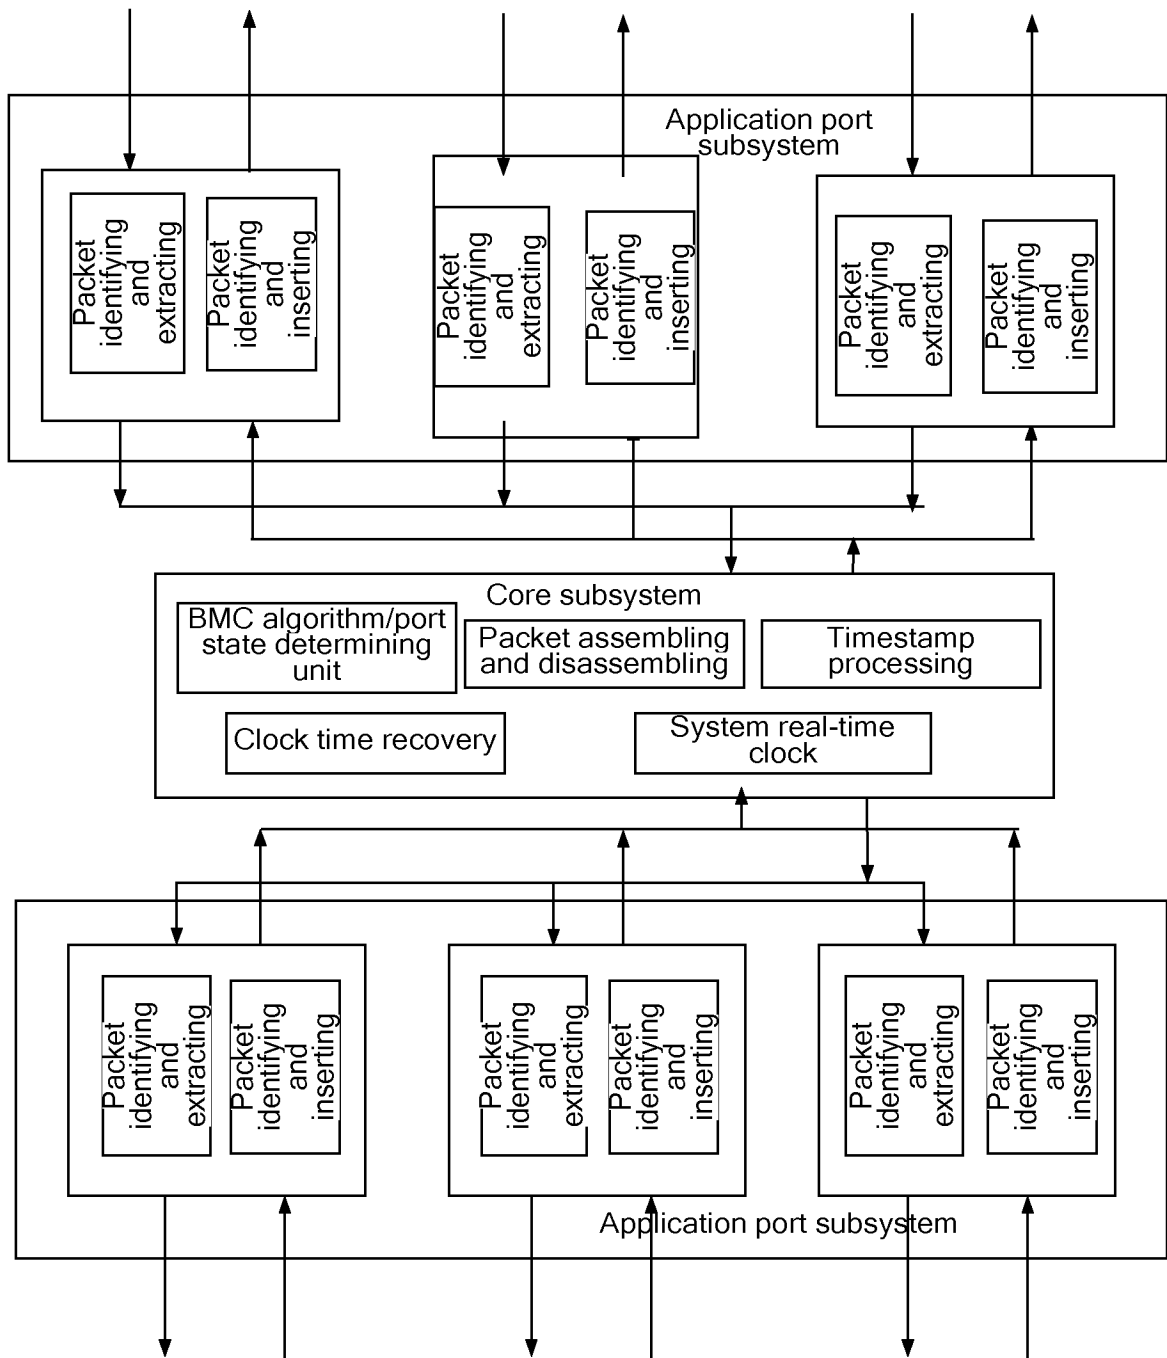 Application port
subsystem
Packet
identifying
and
extracting
Packet
identifying
and
inserting
Packet
identifying
and
extracting
Packet
identifying
and
inserting
Packet
identifying
and
extracting
Packet
identifying
and
inserting
Core subsystem
BMC algorithm/port
state determining
unit
Packet assembling
and disassembling
Timestamp
processing
Clock time recovery
System real-time
clock
Packet
identifying
and
extracting
Packet
identifying
and
inserting
Packet
identifying
and
extracting
Packet
identifying
and
inserting
Packet
identifying
and
extracting
Packet
identifying
and
inserting
Application port subsystem